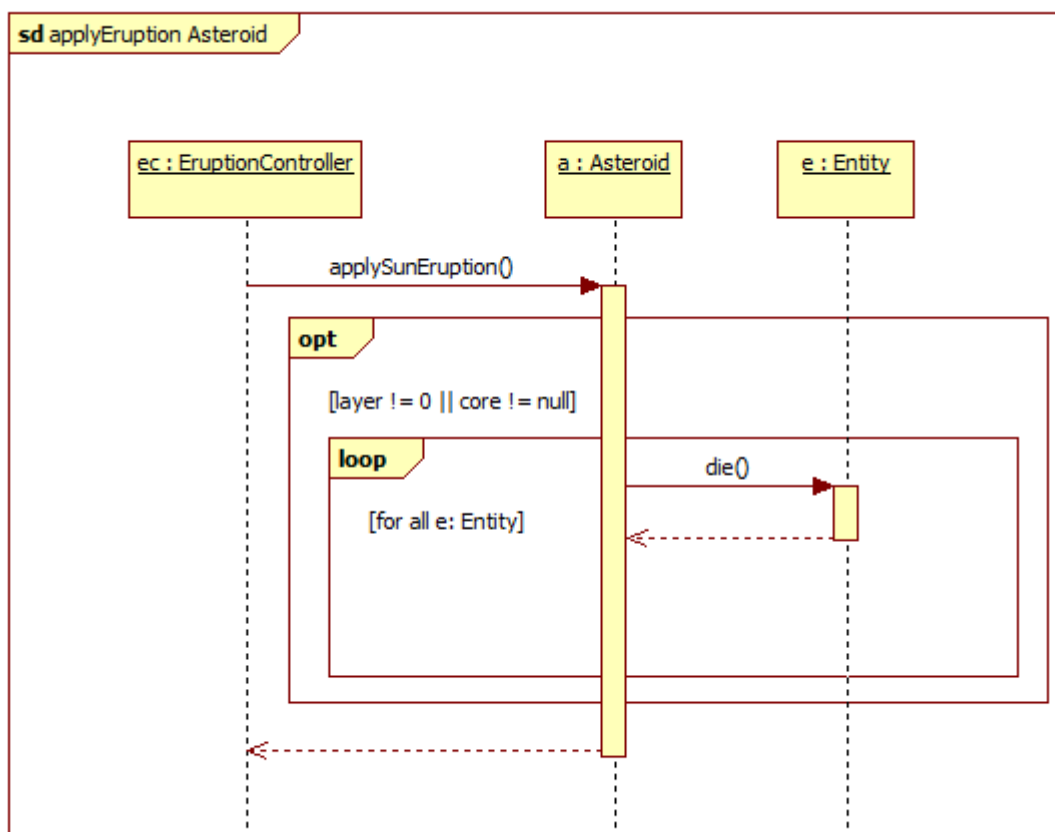 sd applyEruption Asteroid
ec : EruptionController
a : Asteroid
e : Entity
applySunEruption()
opt
[layer != 0 || core != null]
loop
die()
[for all e: Entity]